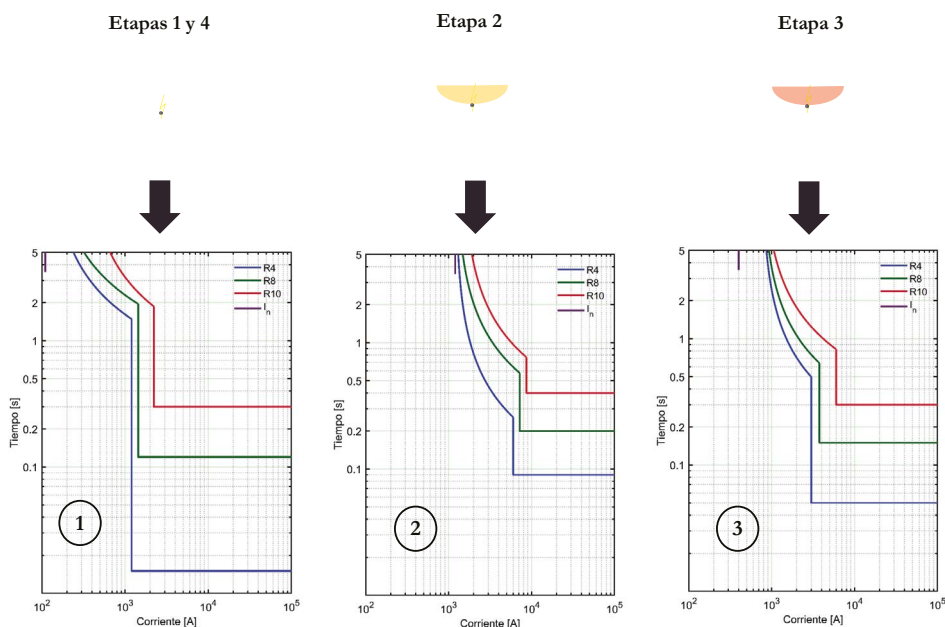 Etapas 1 y 4
Etapa 2
Etapa 3
5
2
1
0.5
0.2
0.1
Tiempo [s]
R4
R8
R10
In
1
10² 10³ 10⁴ 10⁵
Corriente [A]
5
2
1
0.5
0.2
0.1
Tiempo [s]
R4
R8
R10
In
2
10² 10³ 10⁴ 10⁵
Corriente [A]
5
2
1
0.5
0.2
0.1
Tiempo [s]
R4
R8
R10
In
3
10² 10³ 10⁴ 10⁵
Corriente [A]